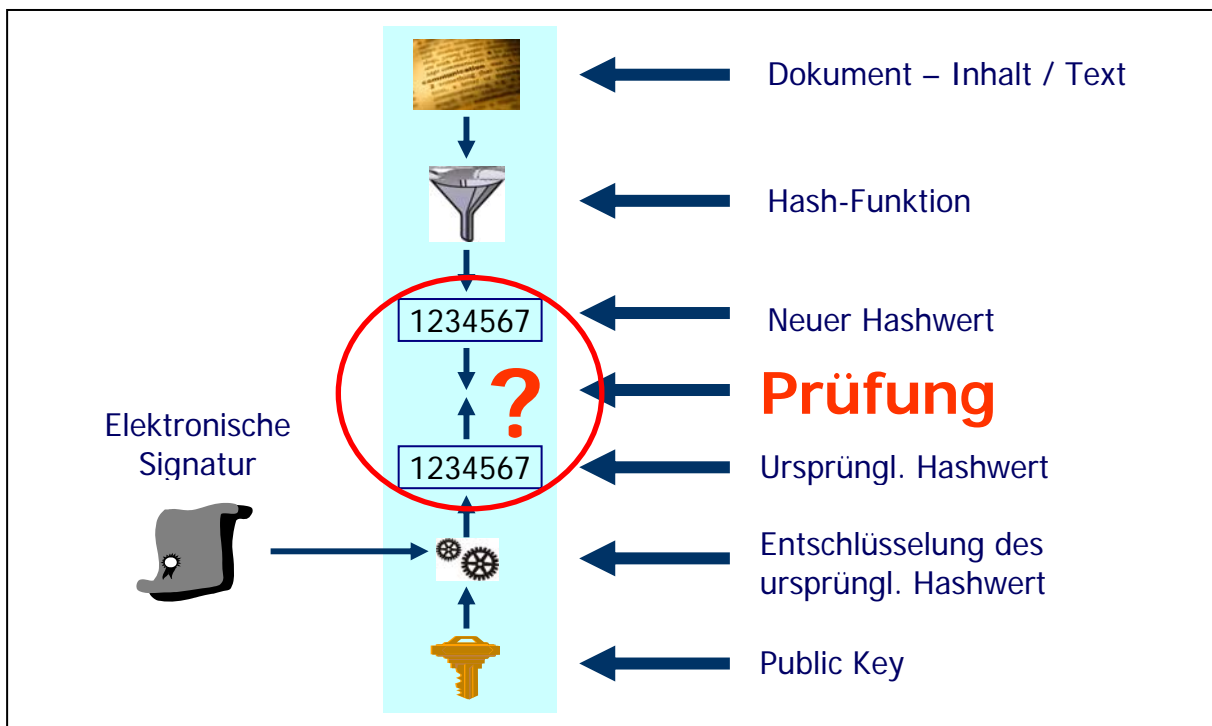 Dokument – Inhalt / Text
communication
Hash-Funktion
1234567
Neuer Hashwert
?
Prüfung
Elektronische
Signatur
1234567
Ursprüngl. Hashwert
Entschlüsselung des
ursprüngl. Hashwert
Public Key